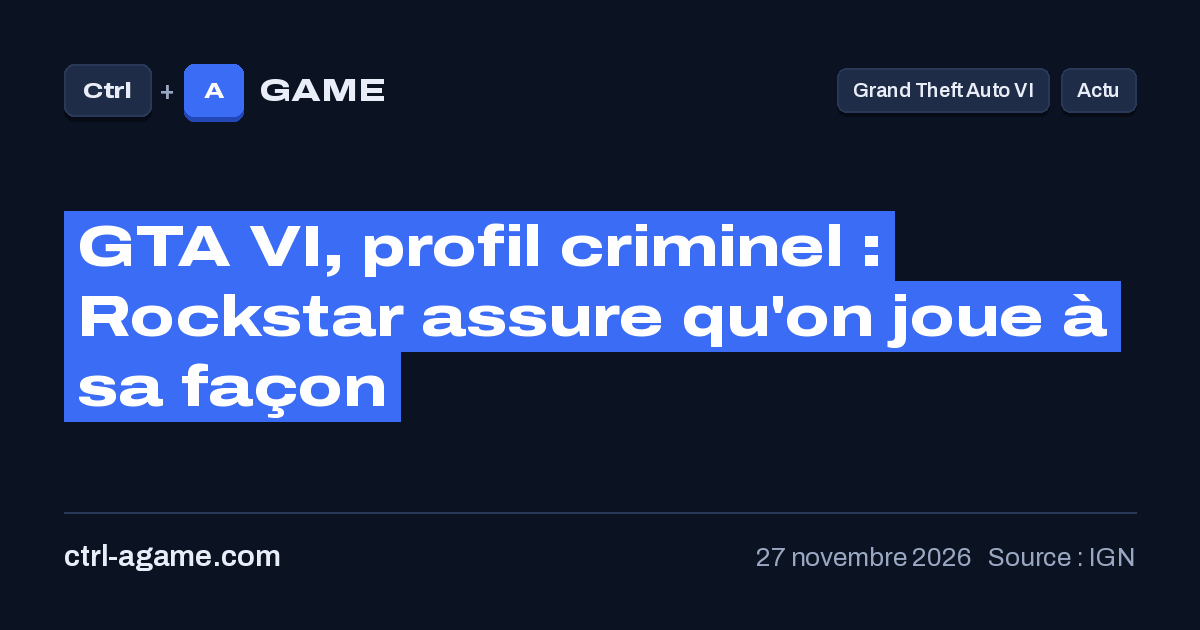 Ctrl + A GAME
Grand Theft Auto VI Actu
GTA VI, profil criminel :
Rockstar assure qu'on joue à
sa façon
ctrl-agame.com
27 novembre 2026 Source : IGN